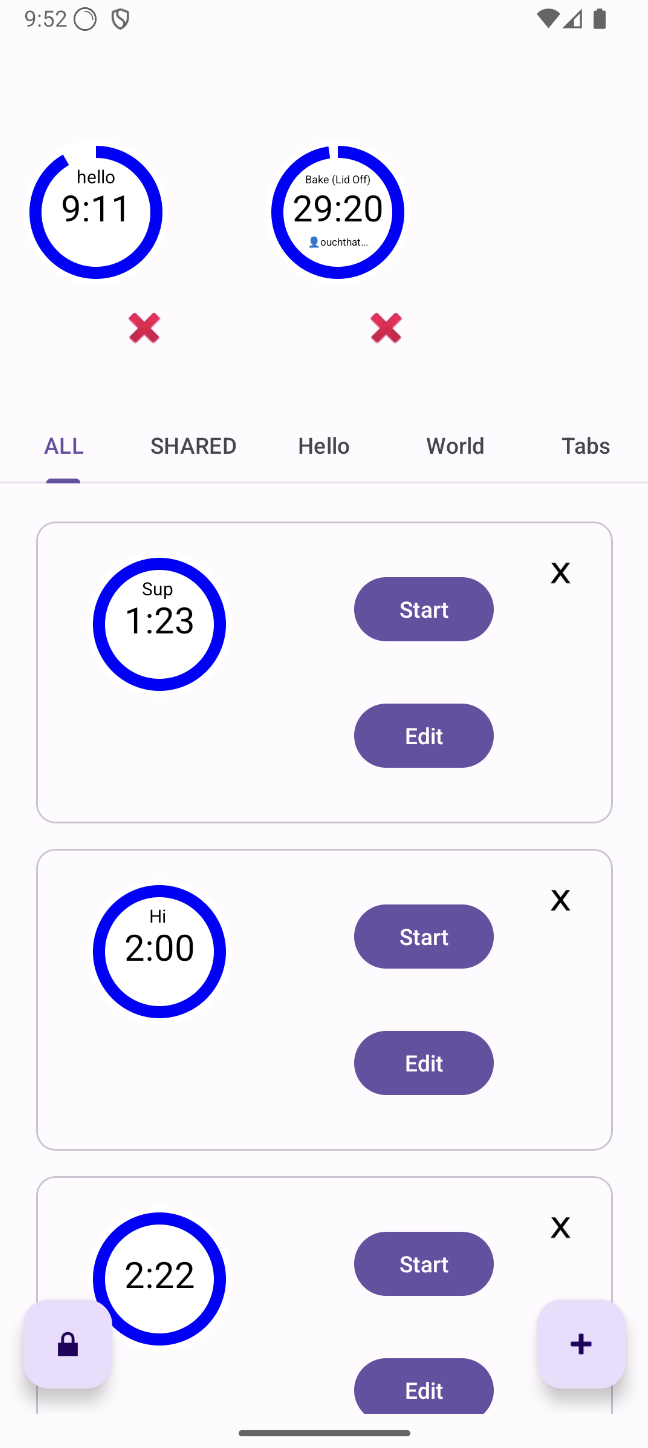 9:52
hello
9:11
Bake (Lid Off)
29:20
👤ouchthat...
ALL SHARED Hello World Tabs
Sup
1:23
Start
X
Edit
Hi
2:00
Start
X
Edit
2:22
Start
X
Edit